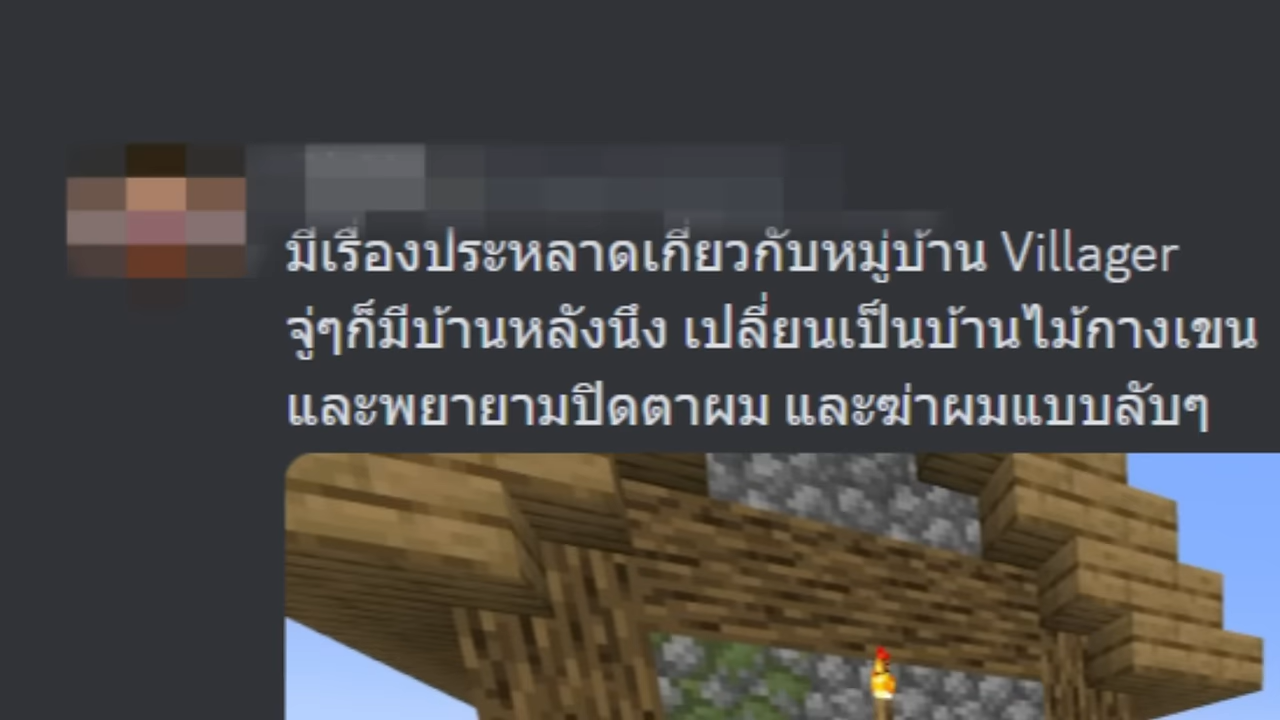 มีเรื่องประหลาดเกี่ยวกับหมู่บ้าน Villager
จู่ๆก็มีบ้านหลังนึง เปลี่ยนเป็นบ้านไม้กางเขน
และพยายามปิดตาผม และฆ่าผมแบบลับๆ